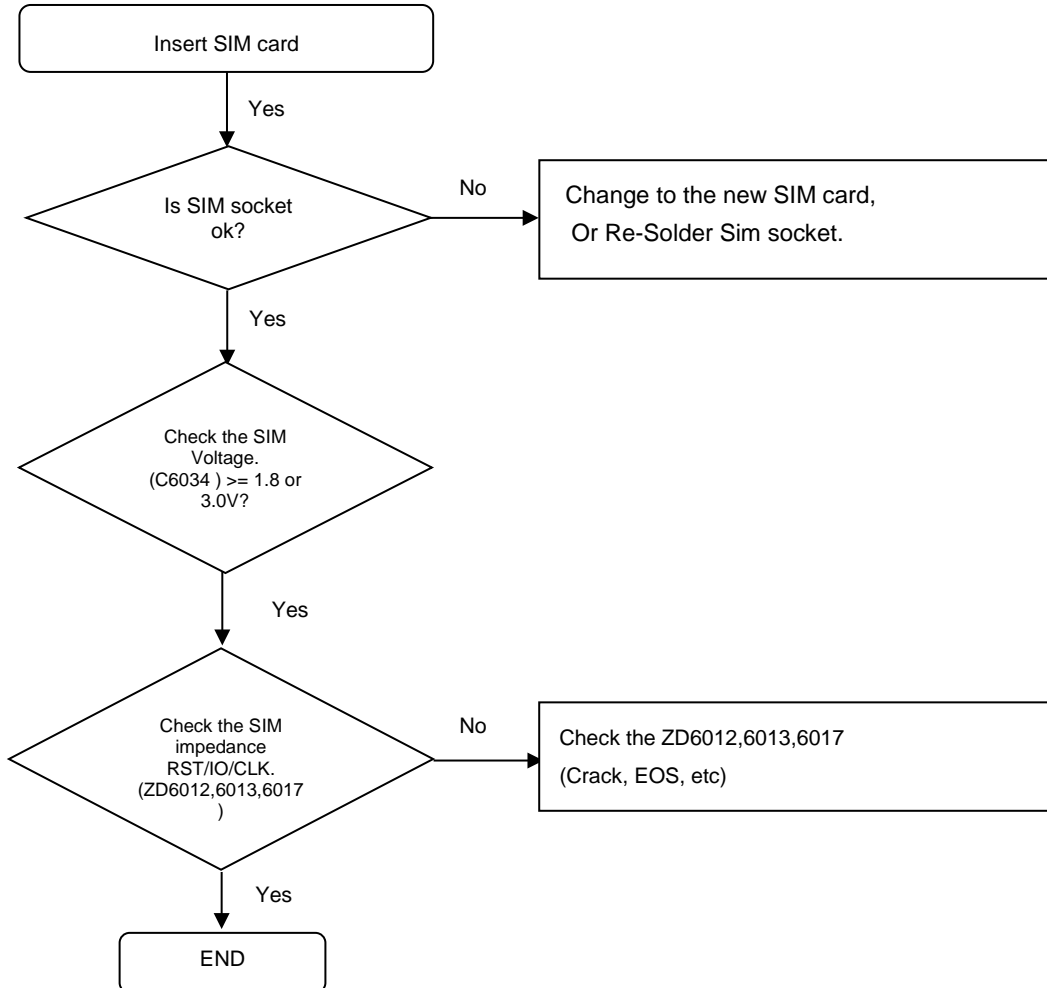 Insert SIM card
Yes
Is SIM socket
ok?
No
Change to the new SIM card,
Or Re-Solder Sim socket.
Yes
Check the SIM
Voltage.
(C6034 ) >= 1.8 or
3.0V?
Yes
Check the SIM
impedance
RST/IO/CLK.
(ZD6012,6013,6017
)
No
Check the ZD6012,6013,6017
(Crack, EOS, etc)
Yes
END